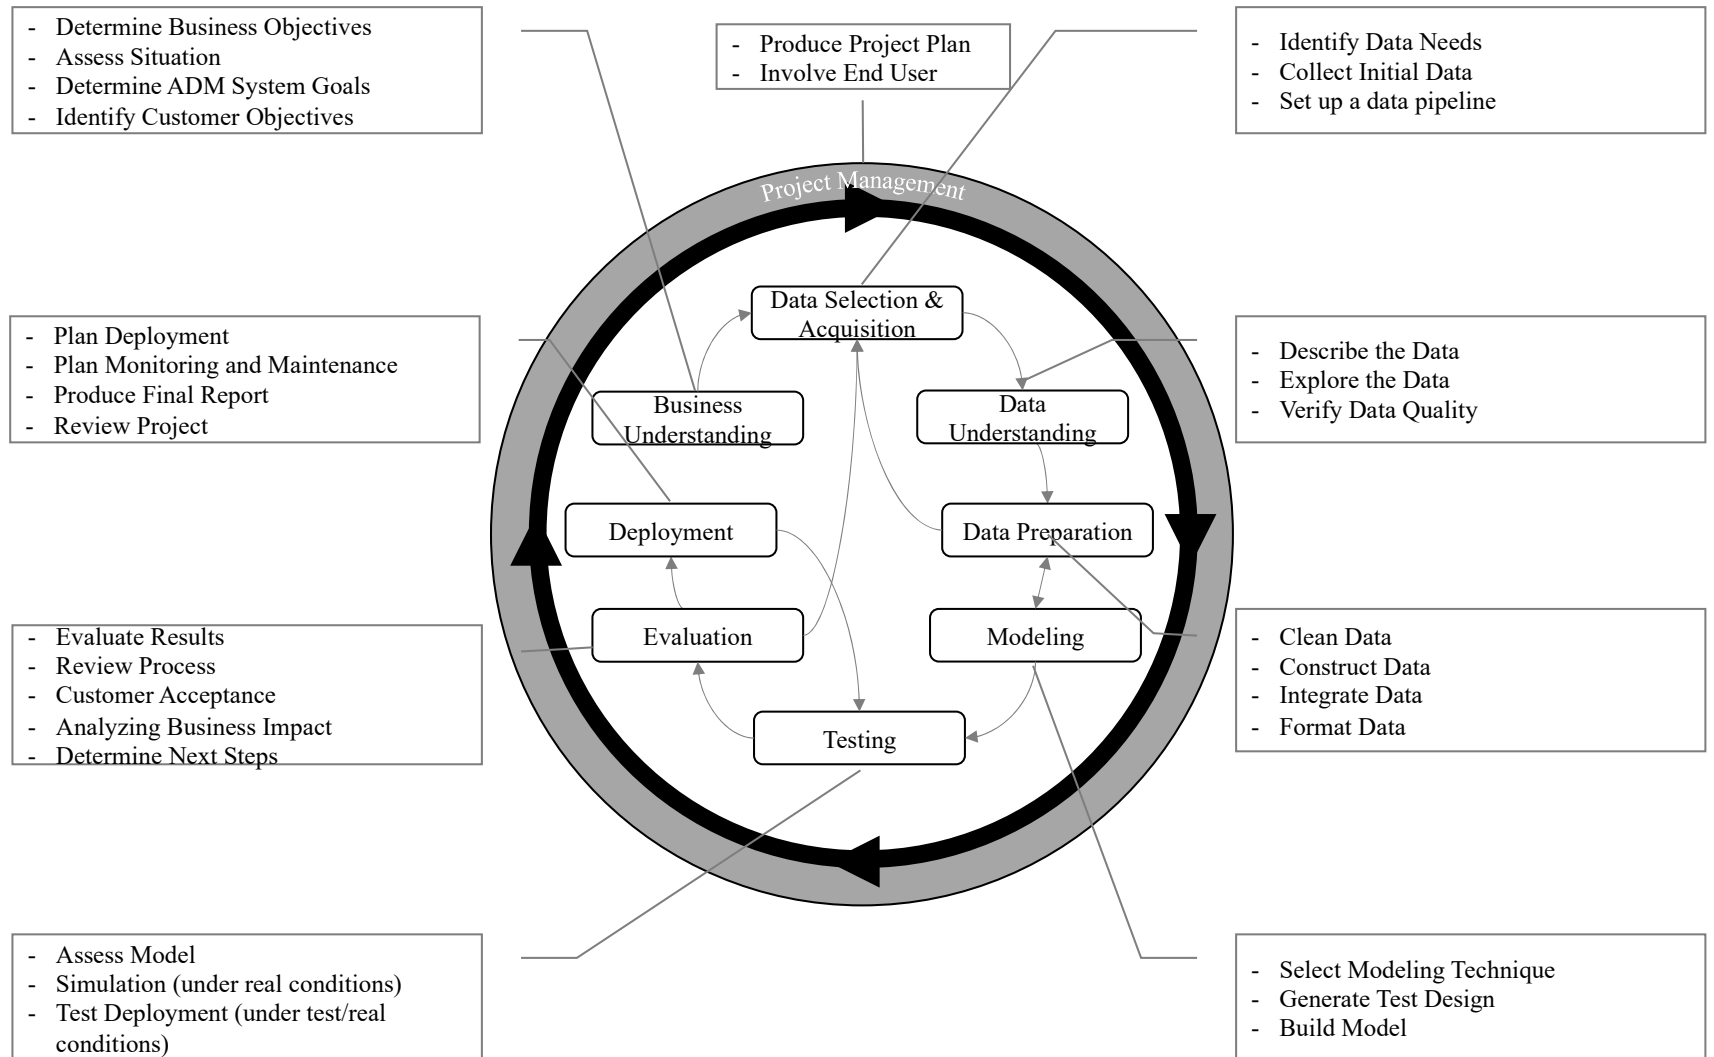 - Determine Business Objectives
- Assess Situation
- Determine ADM System Goals
- Identify Customer Objectives
- Produce Project Plan
- Involve End User
- Identify Data Needs
- Collect Initial Data
- Set up a data pipeline
Project Management
Data Selection &
Acquisition
- Plan Deployment
- Plan Monitoring and Maintenance
- Produce Final Report
- Review Project
Business
Understanding
Data
Understanding
- Describe the Data
- Explore the Data
- Verify Data Quality
Deployment
Data Preparation
- Evaluate Results
- Review Process
- Customer Acceptance
- Analyzing Business Impact
- Determine Next Steps
Evaluation
Modeling
- Clean Data
- Construct Data
- Integrate Data
- Format Data
Testing
- Assess Model
- Simulation (under real conditions)
- Test Deployment (under test/real
conditions)
- Select Modeling Technique
- Generate Test Design
- Build Model